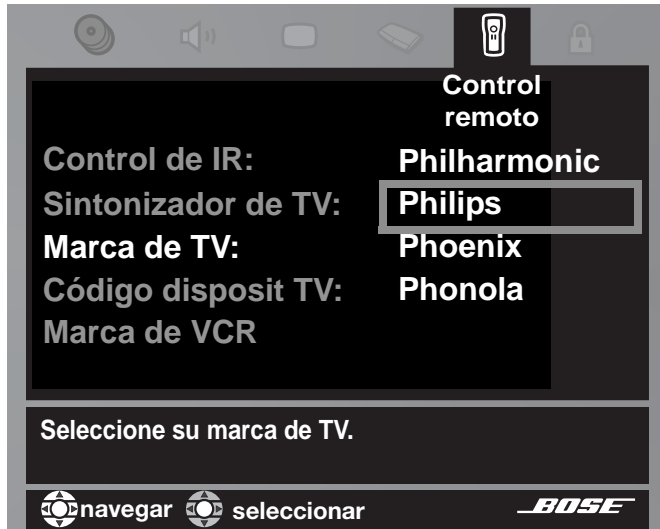 Control
remoto
Control de IR: Philharmonic
Sintonizador de TV: Philips
Marca de TV: Phoenix
Código disposit TV: Phonola
Marca de VCR
Seleccione su marca de TV.
navegar seleccionar BOSE